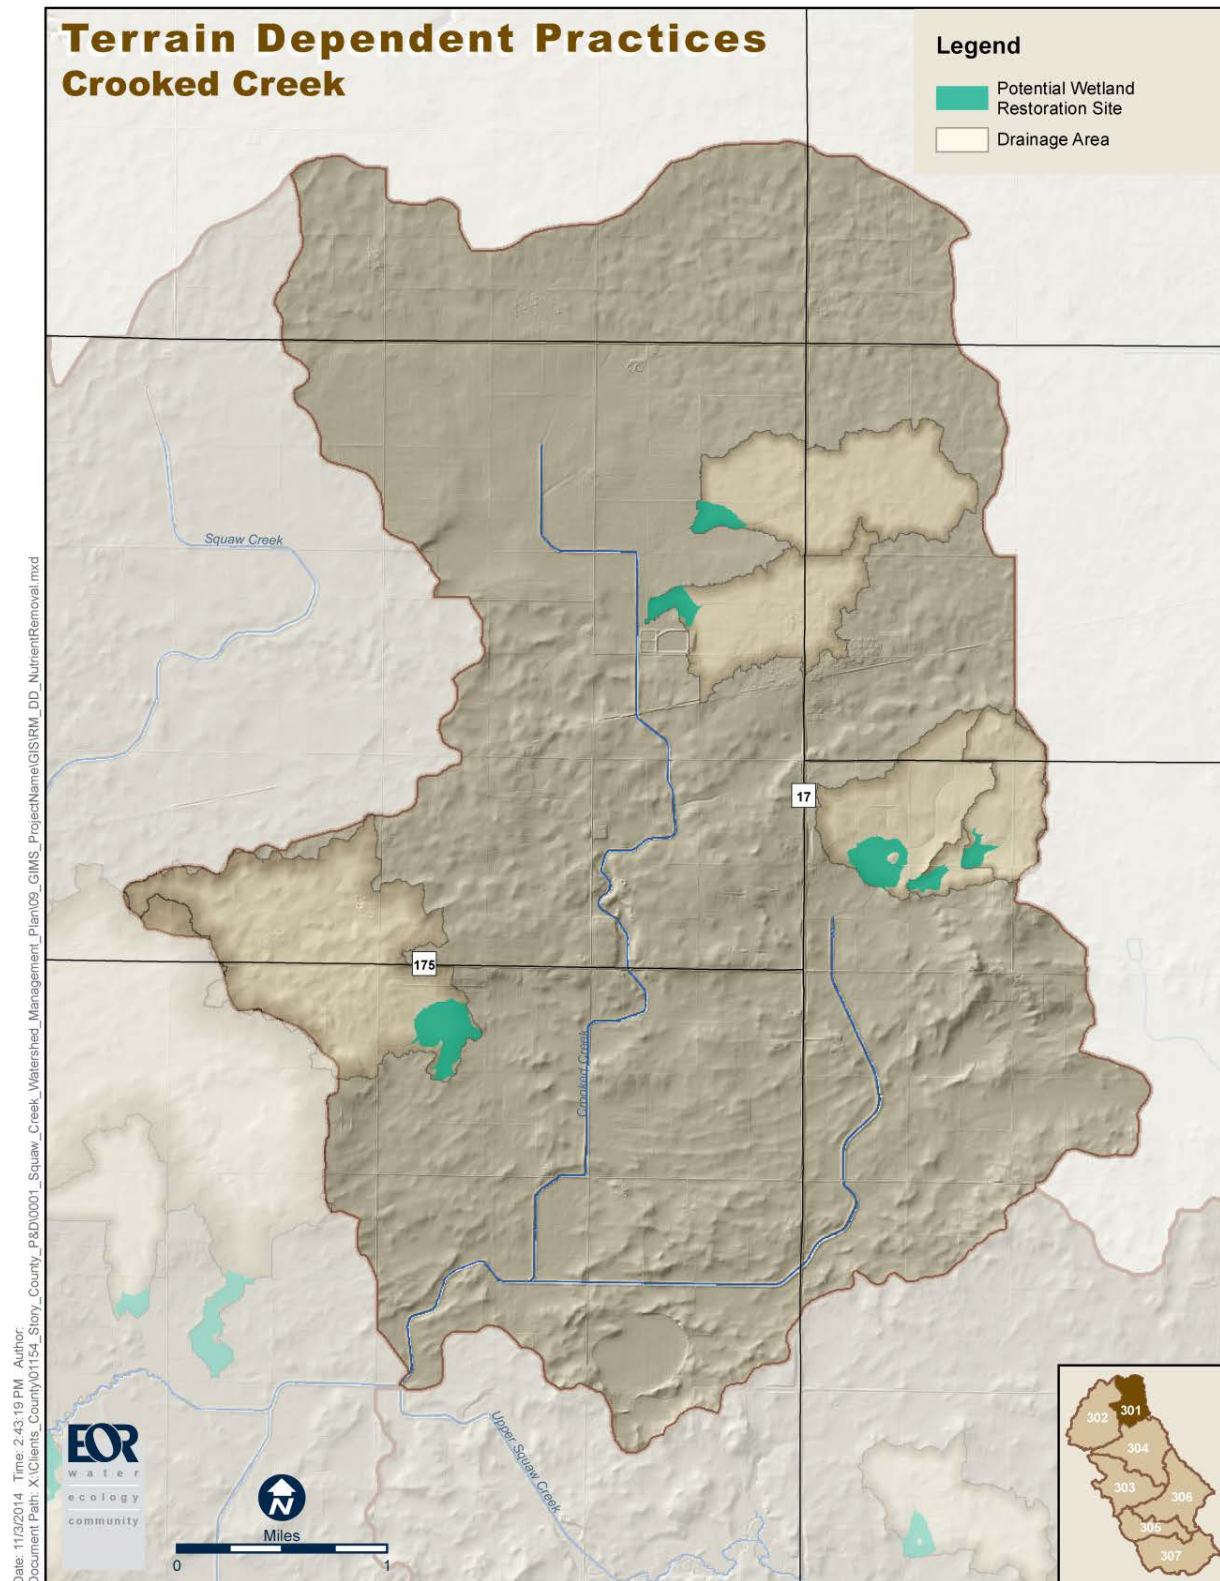 Terrain Dependent Practices
Crooked Creek
Legend
Potential Wetland
Restoration Site
Drainage Area
Squaw Creek
17
175
Crooked Creek
Upper Squaw Creek
EOR
water
ecology
community
N
Miles
0 1
301
302
304
303
306
305
307
Date: 11/3/2014 Time: 2:43:19 PM Author:
Document Path: X:\Clients_County\01154_Story_County_P&D\0001_Squaw_Creek_Watershed_Management_Plan\09_GIMS_ProjectName\GIS\RM_DD_NutrientRemoval.mxd